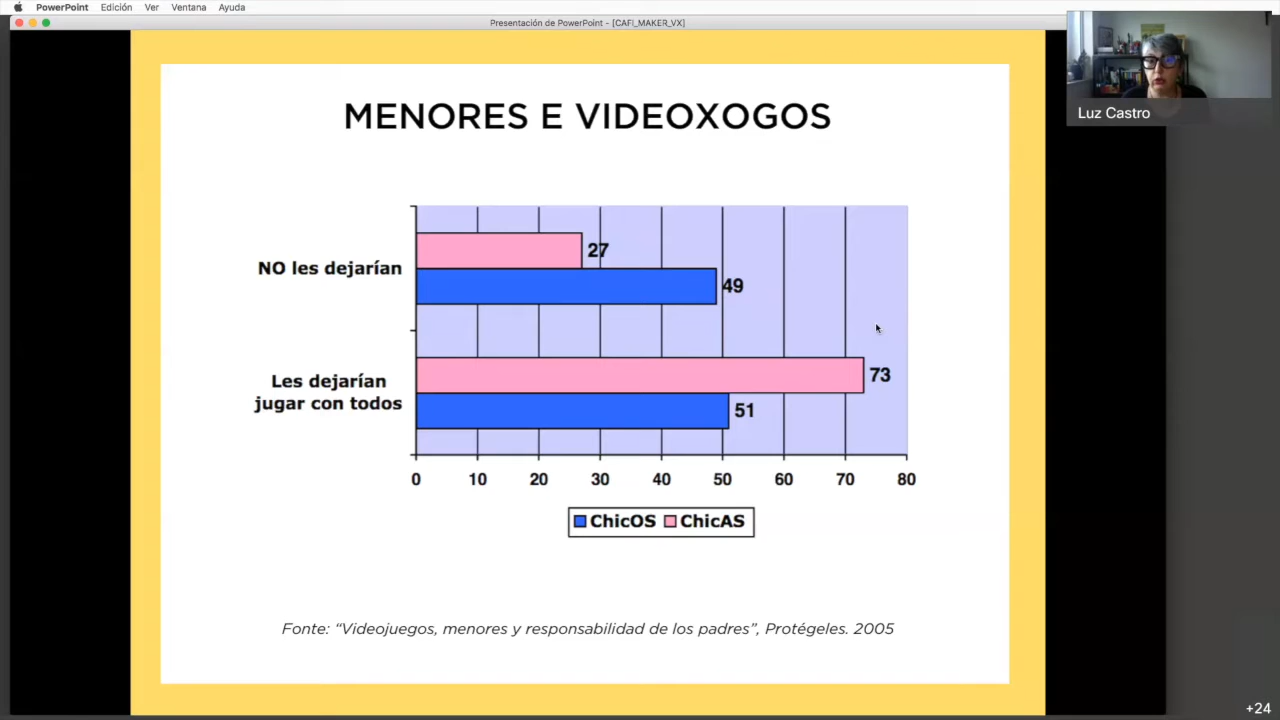 PowerPoint Edición Ver Ventana Ayuda
Presentación de PowerPoint - [CAFI_MAKER_VX]
Luz Castro
MENORES E VIDEOXOGOS
NO les dejarían
27
49
Les dejarían
jugar con todos
73
51
0 10 20 30 40 50 60 70 80
ChicOS ChicAS
Fonte: “Videojuegos, menores y responsabilidad de los padres”, Protégeles. 2005
+24